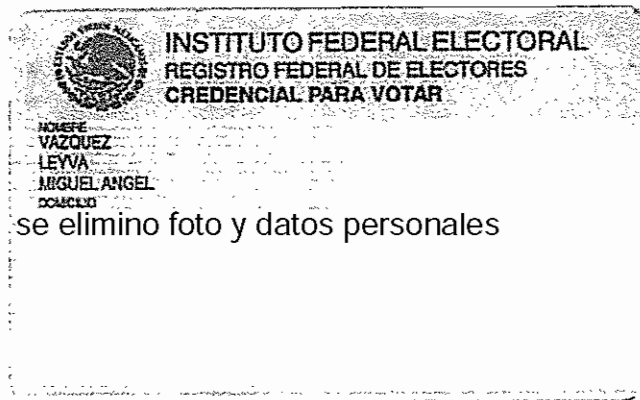 INSTITUTO FEDERAL ELECTORAL
REGISTRO FEDERAL DE ELECTORES
CREDENCIAL PARA VOTAR
NOMBRE
VAZQUEZ
LEYVA
MIGUEL ANGEL
DOMICILIO
se elimino foto y datos personales